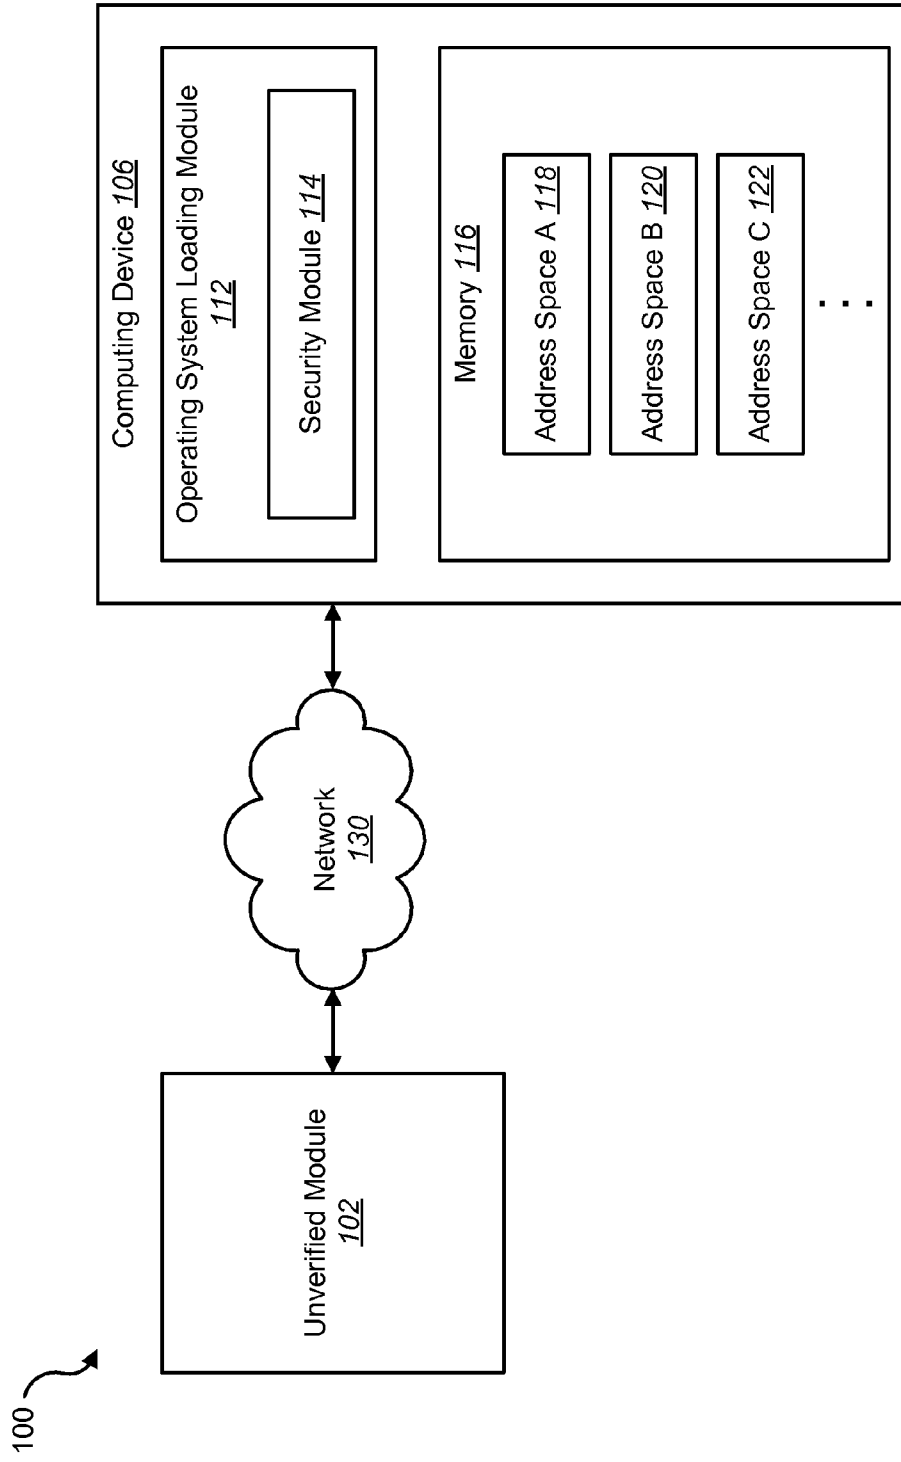 100
Unverified Module
102
Network
130
Computing Device 106
Operating System Loading Module
112
Security Module 114
Memory 116
Address Space A 118
Address Space B 120
Address Space C 122
. . .